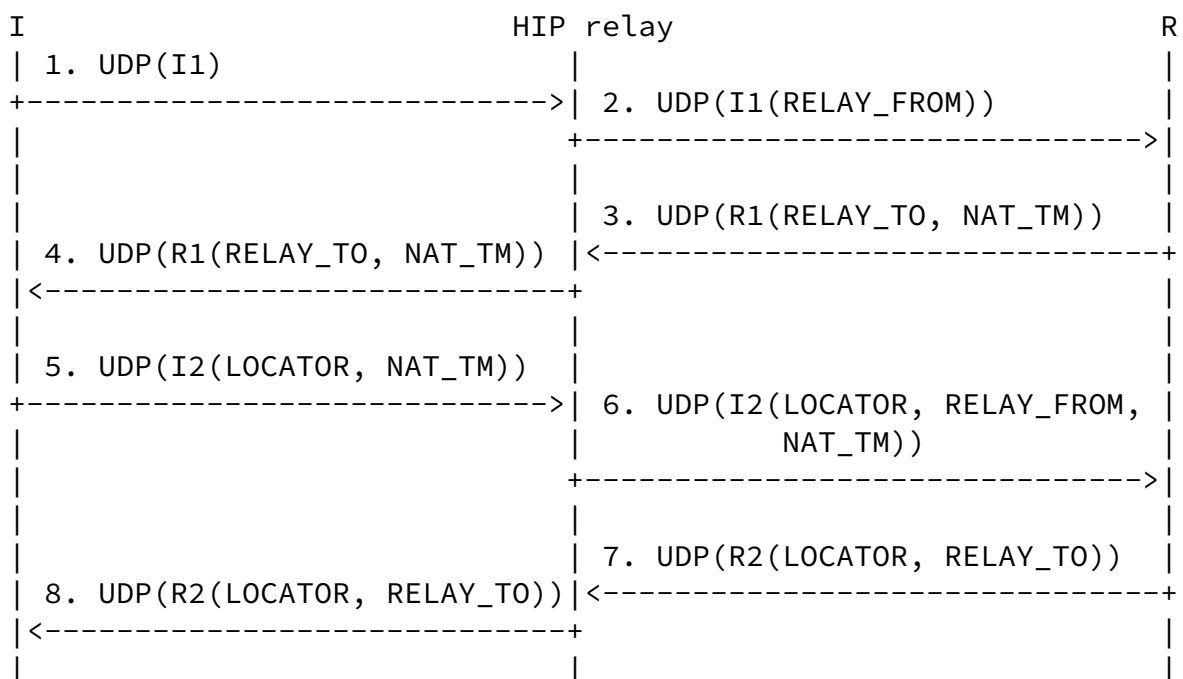 I HIP relay R
1. UDP(I1)
2. UDP(I1(RELAY_FROM))
3. UDP(R1(RELAY_TO, NAT_TM))
4. UDP(R1(RELAY_TO, NAT_TM))
5. UDP(I2(LOCATOR, NAT_TM))
6. UDP(I2(LOCATOR, RELAY_FROM,
NAT_TM))
7. UDP(R2(LOCATOR, RELAY_TO))
8. UDP(R2(LOCATOR, RELAY_TO))